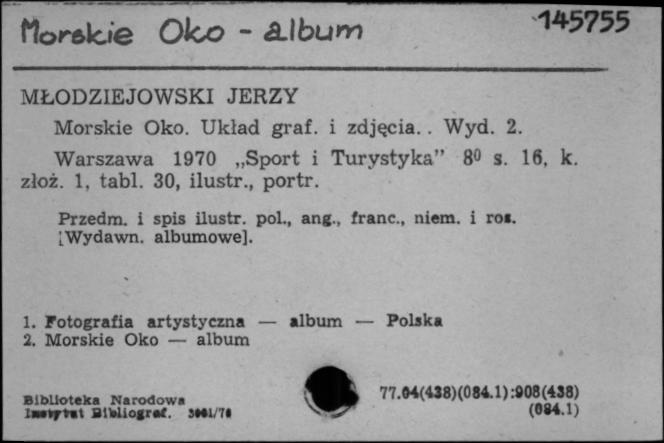 Morskie Oko - album
145755
MŁODZIEJOWSKI JERZY
Morskie Oko. Układ graf. i zdjęcia. . Wyd. 2.
Warszawa 1970 „Sport i Turystyka” 8⁰ s. 16, k.
złoż. 1, tabl. 30, ilustr., portr.
Przedm. i spis ilustr. pol., ang., franc., niem. i ros.
[Wydawn. albumowe].
1. Fotografia artystyczna — album — Polska
2. Morskie Oko — album
77.04(438)(084.1):908(438)
(084.1)
Biblioteka Narodowa
Instytut Bibliograf.